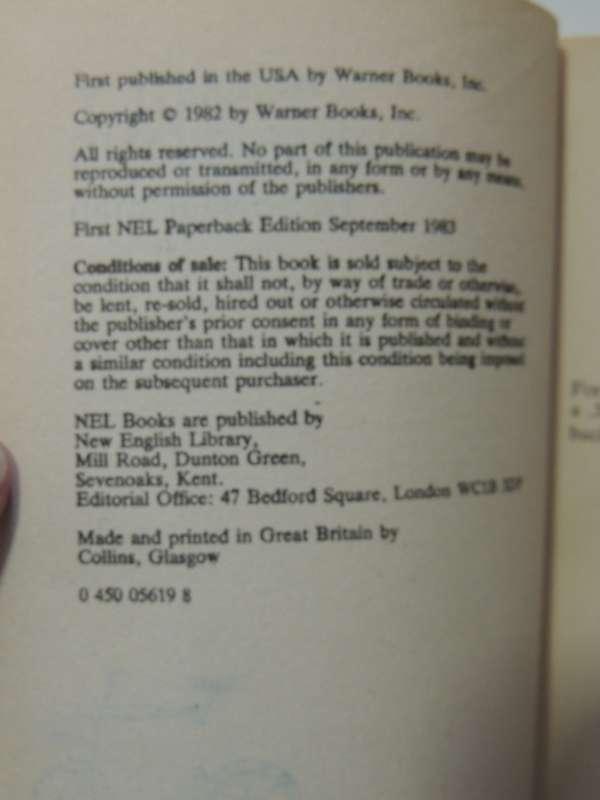 First published in the USA by Warner Books, Inc.
Copyright © 1982 by Warner Books, Inc.
All rights reserved. No part of this publication may be
reproduced or transmitted, in any form or by any means,
without permission of the publishers.
First NEL Paperback Edition September 1983
Conditions of sale: This book is sold subject to the
condition that it shall not, by way of trade or otherwise,
be lent, re-sold, hired out or otherwise circulated without
the publisher's prior consent in any form of binding or
cover other than that in which it is published and without
a similar condition including this condition being imposed
on the subsequent purchaser.
NEL Books are published by
New English Library,
Mill Road, Dunton Green,
Sevenoaks, Kent.
Editorial Office: 47 Bedford Square, London WC1B
Made and printed in Great Britain by
Collins, Glasgow
0 450 05619 8